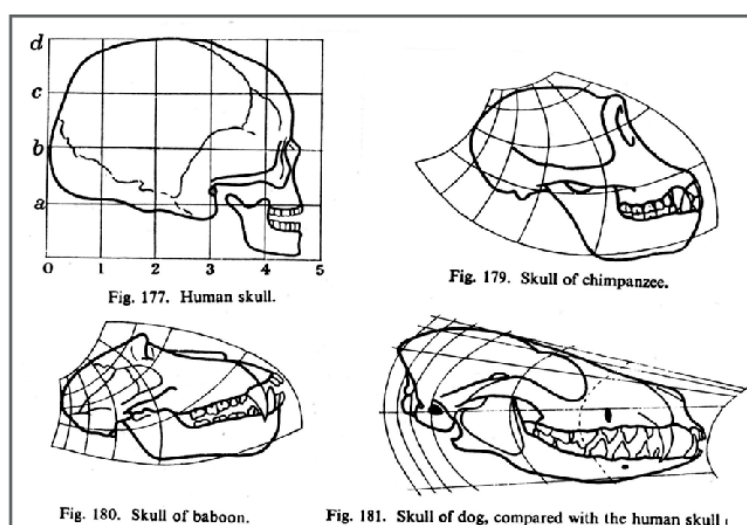 d
c
b
a
0 1 2 3 4 5
Fig. 177. Human skull.
Fig. 179. Skull of chimpanzee.
Fig. 180. Skull of baboon.
Fig. 181. Skull of dog, compared with the human skull